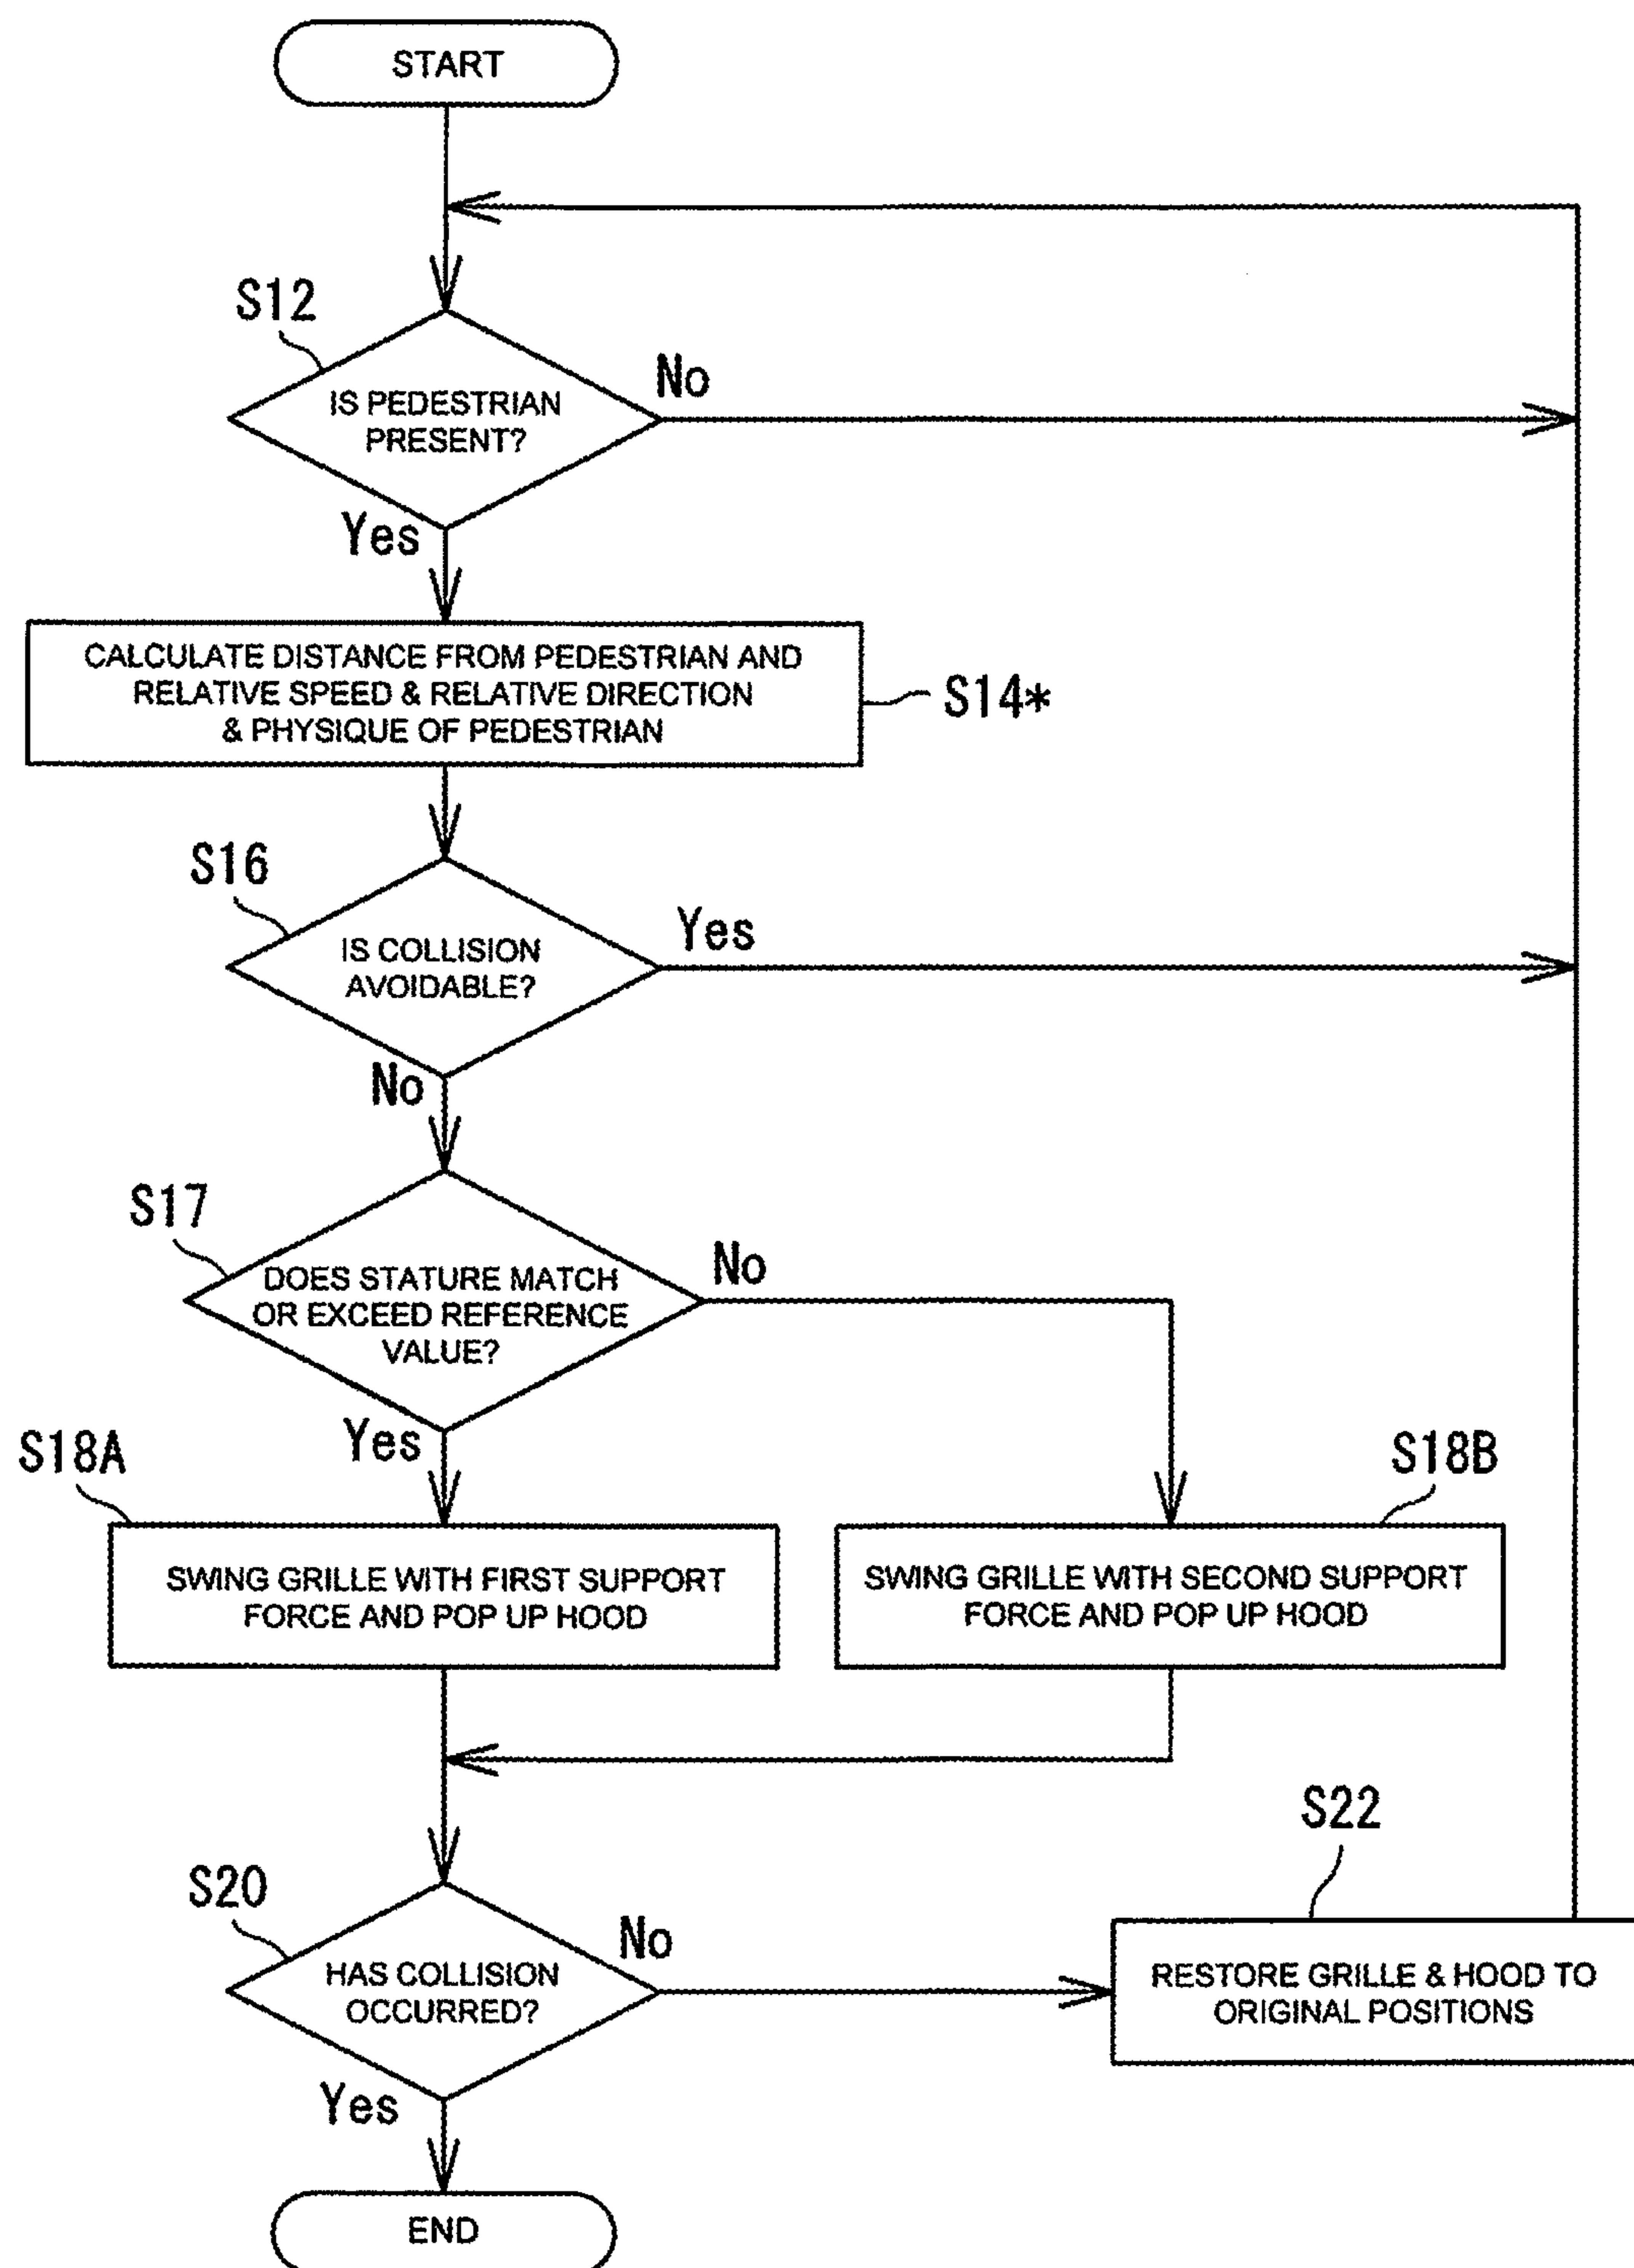 START
S12
IS PEDESTRIAN
PRESENT?
No
Yes
CALCULATE DISTANCE FROM PEDESTRIAN AND
RELATIVE SPEED & RELATIVE DIRECTION
& PHYSIQUE OF PEDESTRIAN
S14*
S16
IS COLLISION
AVOIDABLE?
Yes
No
S17
DOES STATURE MATCH
OR EXCEED REFERENCE
VALUE?
No
Yes
S18A
SWING GRILLE WITH FIRST SUPPORT
FORCE AND POP UP HOOD
S18B
SWING GRILLE WITH SECOND SUPPORT
FORCE AND POP UP HOOD
S20
HAS COLLISION
OCCURRED?
No
Yes
S22
RESTORE GRILLE & HOOD TO
ORIGINAL POSITIONS
END